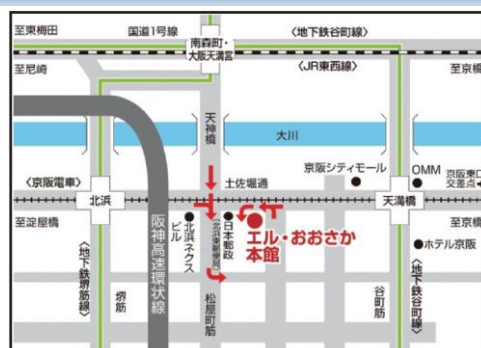 至東梅田
国道1号線
〈地下鉄谷町線〉
南森町・
大阪天満宮
至尼崎
〈JR東西線〉
至京橋
天神橋
大川
京阪シティモール
OMM
京阪東口
交差点
〈京阪電車〉
土佐堀通
北浜
天満橋
至淀屋橋
北浜ネクス
ビル
日本郵政
(北浜東郵便局)
エル・おおさか
本館
至京橋
ホテル京阪
阪神高速環状線
〈地下鉄堺筋線〉
堺筋
松屋町筋
谷町筋
〈地下鉄谷町線〉